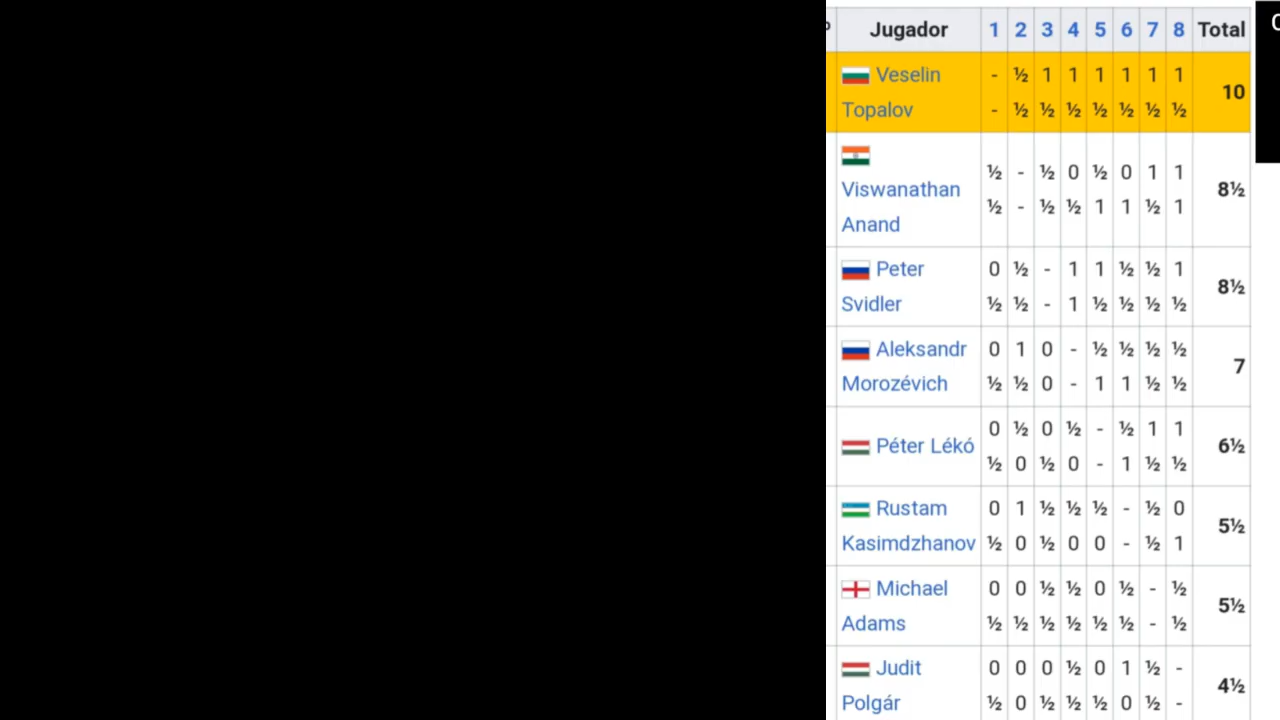 º Jugador 1 2 3 4 5 6 7 8 Total
Veselin - ½ 1 1 1 1 1 1
Topalov - ½ ½ ½ ½ ½ ½ ½ 10
½ - ½ 0 ½ 0 1 1
Viswanathan 8½
½ - ½ ½ 1 1 ½ 1
Anand
Peter 0 ½ - 1 1 ½ ½ 1
Svidler ½ ½ - 1 ½ ½ ½ ½ 8½
Aleksandr 0 1 0 - ½ ½ ½ ½
Morozévich ½ ½ 0 - 1 1 ½ ½ 7
0 ½ 0 ½ - ½ 1 1
Péter Lékó 6½
½ 0 ½ 0 - 1 ½ ½
Rustam 0 1 ½ ½ ½ - ½ 0
Kasimdzhanov ½ 0 ½ 0 0 - ½ 1 5½
Michael 0 0 ½ ½ 0 ½ - ½
Adams ½ ½ ½ ½ ½ ½ - ½ 5½
Judit 0 0 0 ½ 0 1 ½ -
Polgár ½ 0 ½ ½ ½ 0 ½ - 4½